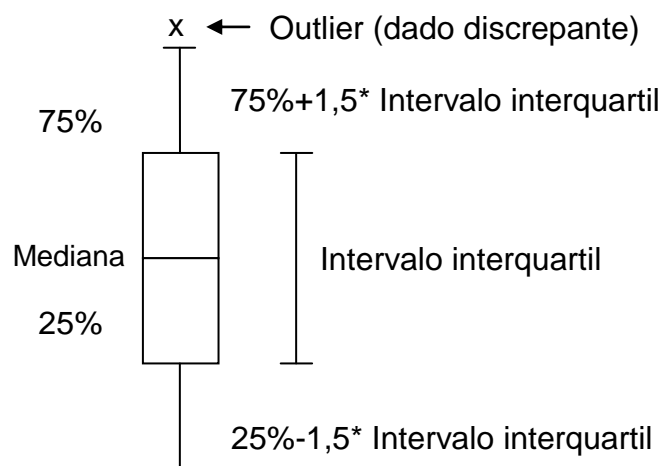 x ← Outlier (dado discrepante)
75%+1,5* Intervalo interquartil
75%
Mediana
Intervalo interquartil
25%
25%-1,5* Intervalo interquartil